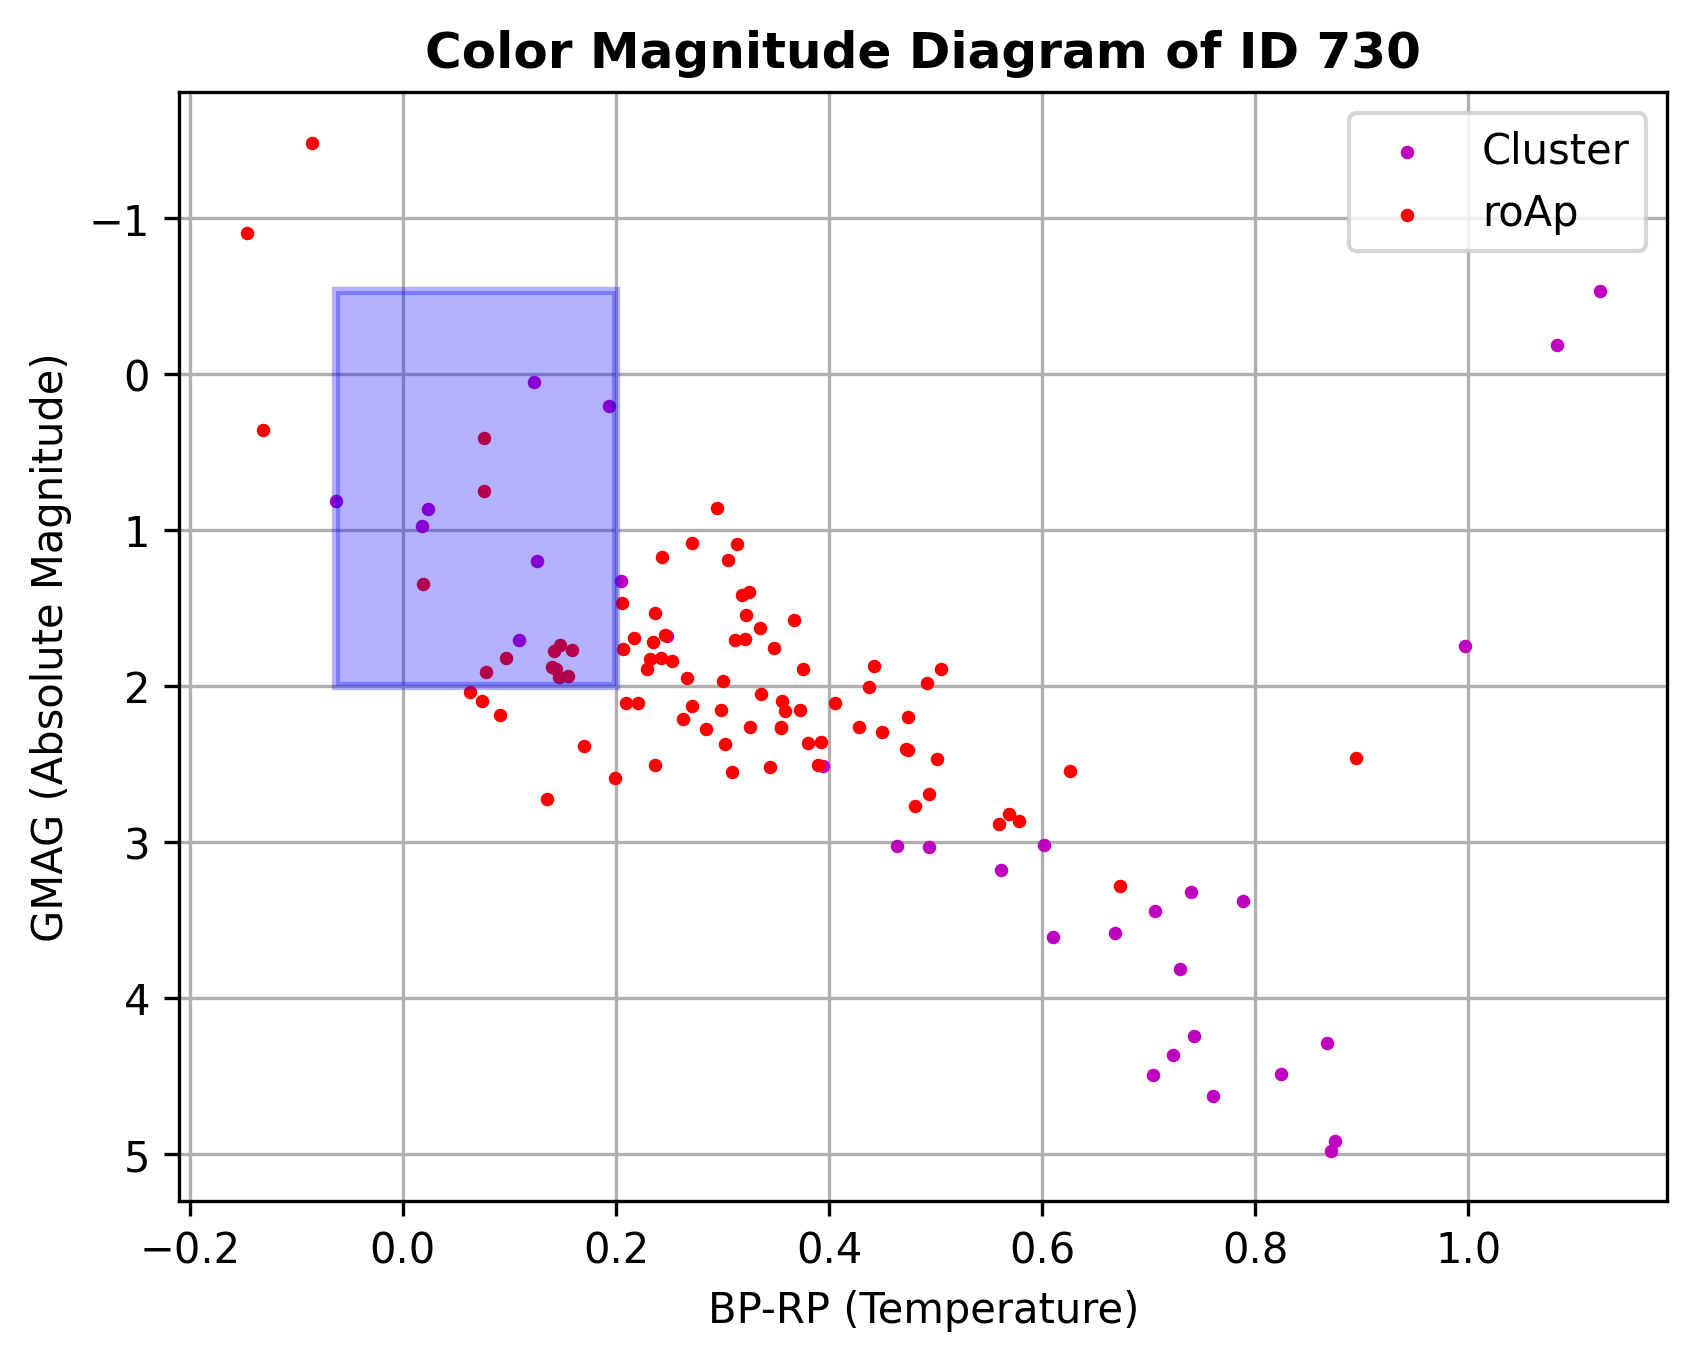 Color Magnitude Diagram of ID 730
Cluster
roAp
GMAG (Absolute Magnitude)
−1
0
1
2
3
4
5
−0.2 0.0 0.2 0.4 0.6 0.8 1.0
BP-RP (Temperature)